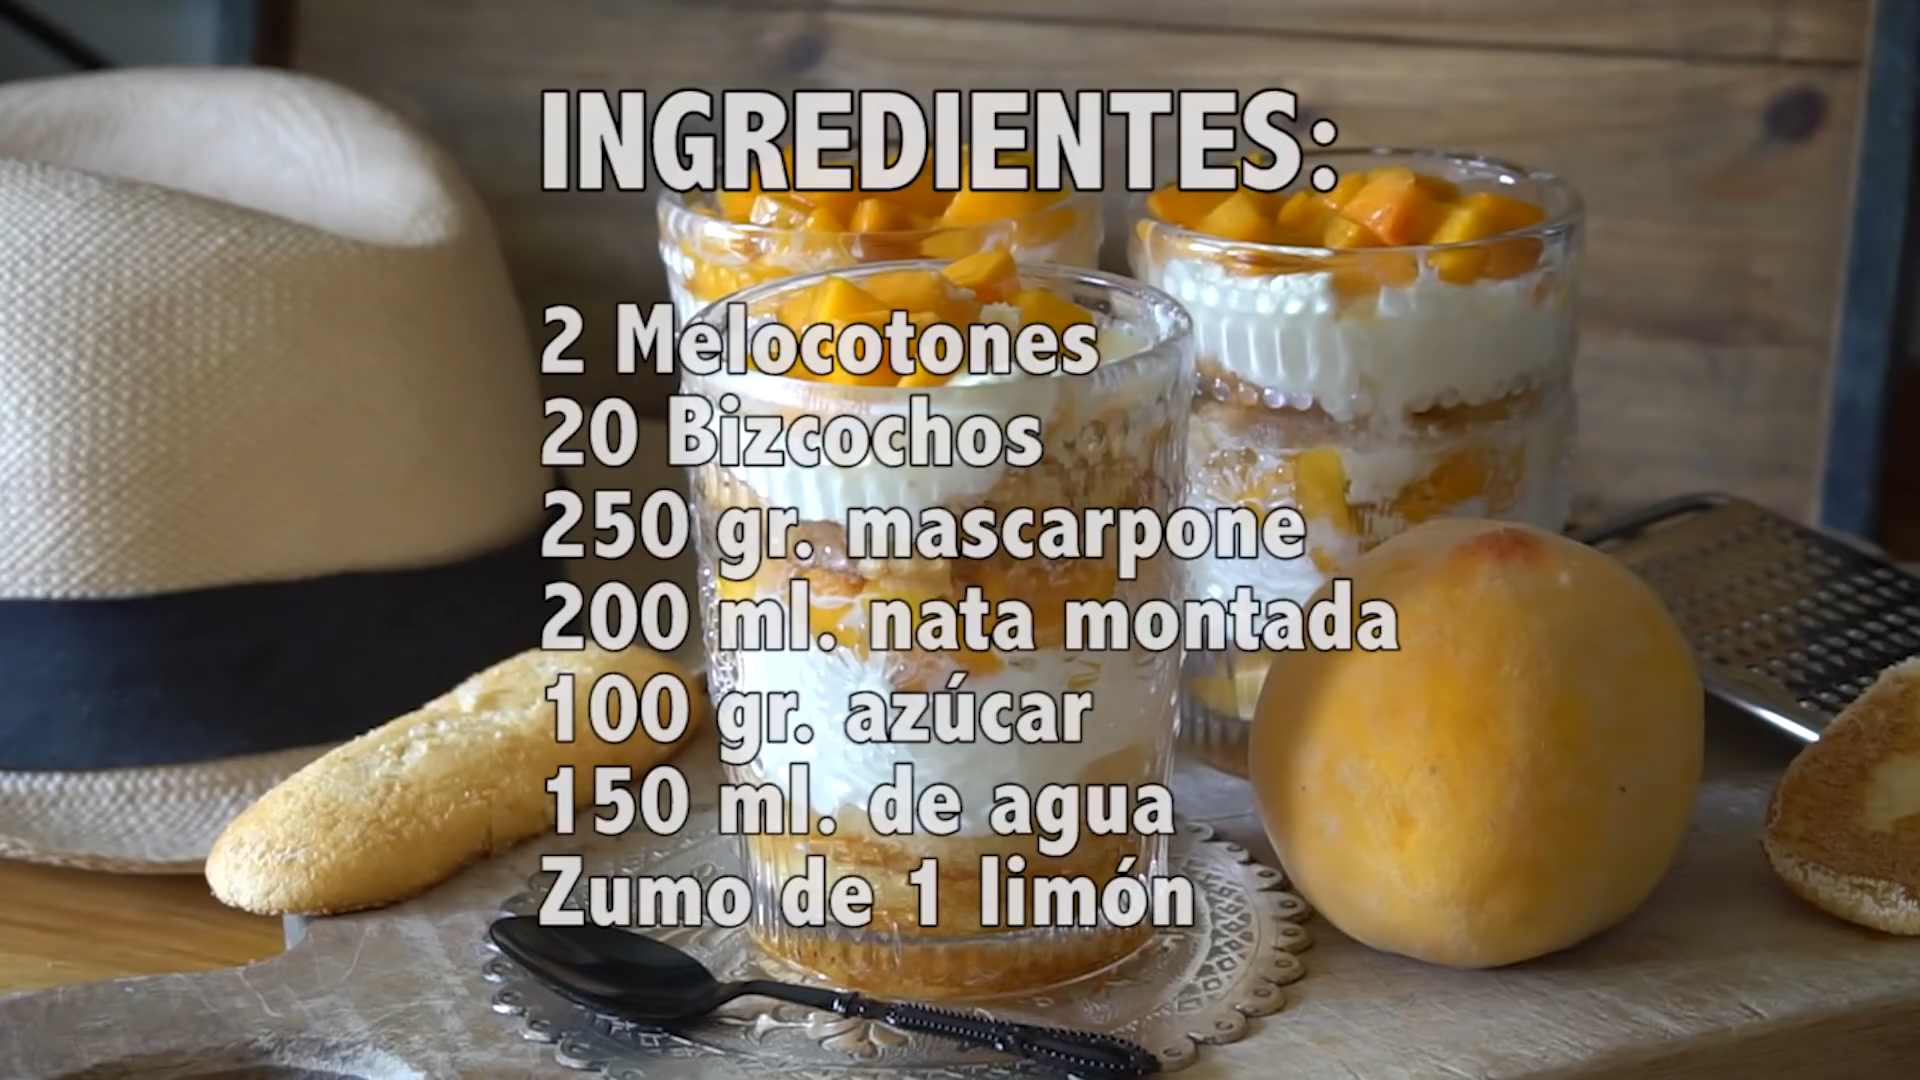 INGREDIENTES:
2 Melocotones
20 Bizcochos
250 gr. mascarpone
200 ml. nata montada
100 gr. azúcar
150 ml. de agua
Zumo de 1 limón